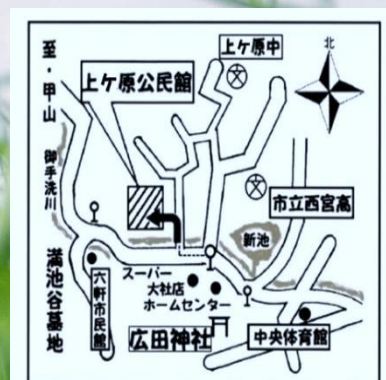 至・甲山
上ケ原中
北
上ケ原公民館
御手洗川
市立西宮高
新池
満池谷墓地
六軒市民館
スーパー
大社店
ホームセンター
広田神社
中央体育館